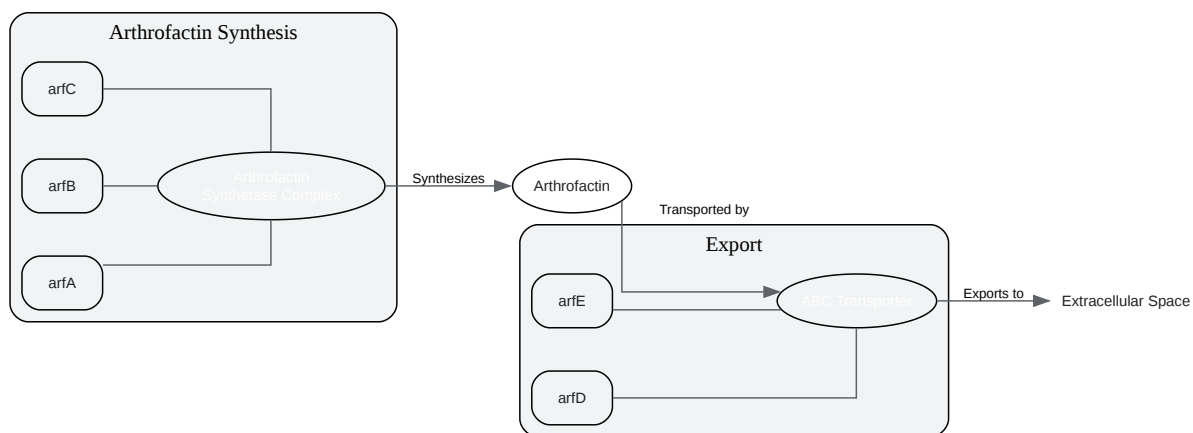 Arthrofactin Synthesis
arfC
arfB
arfA
Arthrofactin
Synthetase Complex
Synthesizes
Arthrofactin
Transported by
Export
arfE
arfD
ABC Transporter
Exports to
Extracellular Space